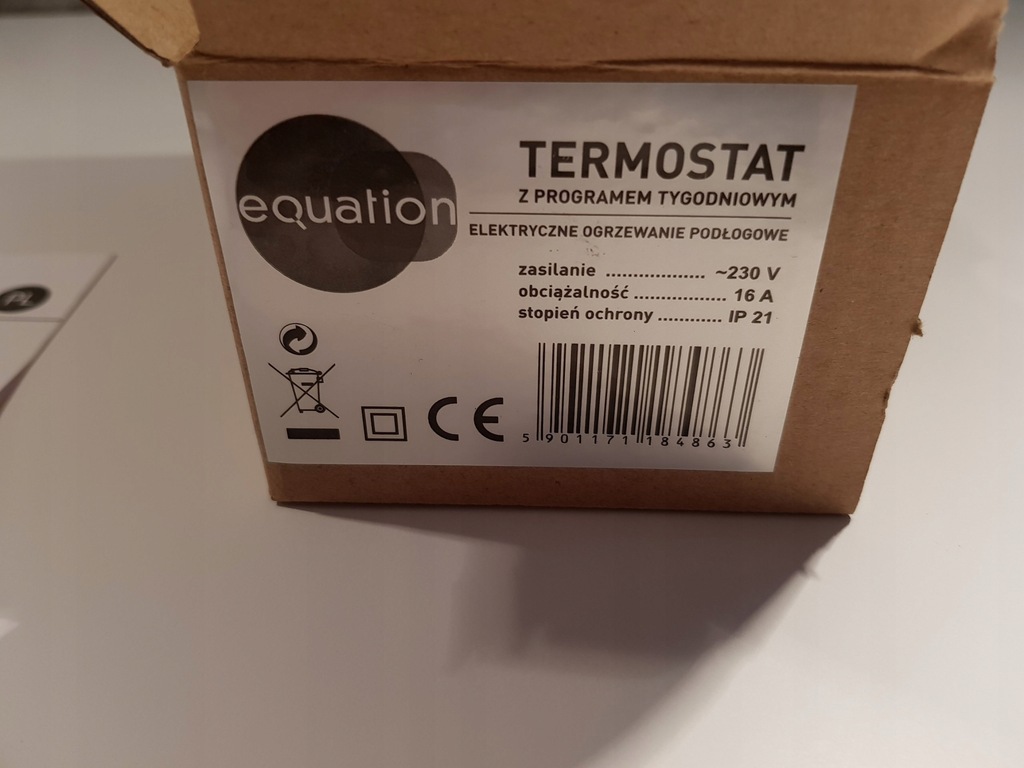 equation
TERMOSTAT
Z PROGRAMEM TYGODNIOWYM
ELEKTRYCZNE OGRZEWANIE PODŁOGOWE
zasilanie .................. ~230 V
obciążalność ................. 16 A
stopień ochrony ............ IP 21
CE
5 901171 184863
PL